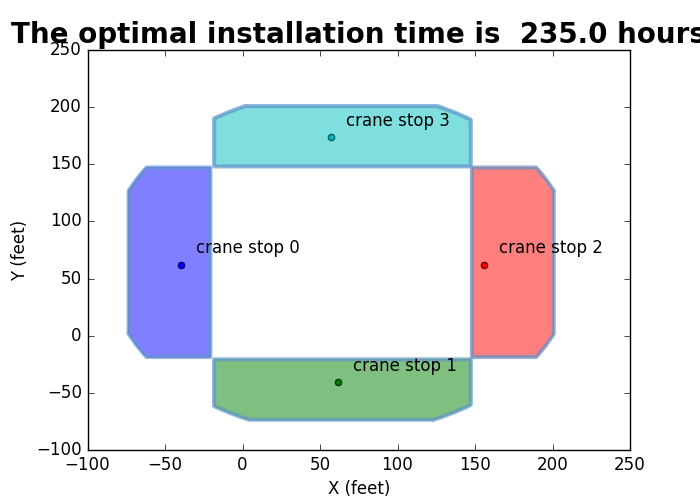 The optimal installation time is  235.0 hours
250
200
150
100
50
0
−50
−100
crane stop 3
crane stop 0
crane stop 2
crane stop 1
−100
−50
0
50
100
150
200
250
X (feet)
Y (feet)